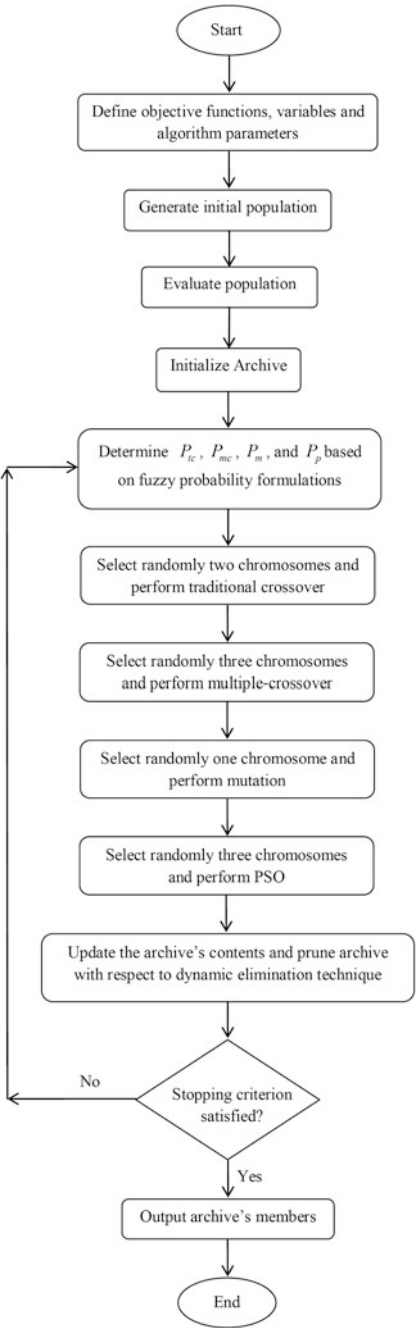 Start
Define objective functions, variables and
algorithm parameters
Generate initial population
Evaluate population
Initialize Archive
Determine P_tc , P_mc , P_m , and P_p based
on fuzzy probability formulations
Select randomly two chromosomes and
perform traditional crossover
Select randomly three chromosomes
and perform multiple-crossover
Select randomly one chromosome and
perform mutation
Select randomly three chromosomes
and perform PSO
Update the archive's contents and prune archive
with respect to dynamic elimination technique
No
Stopping criterion
satisfied?
Yes
Output archive's members
End